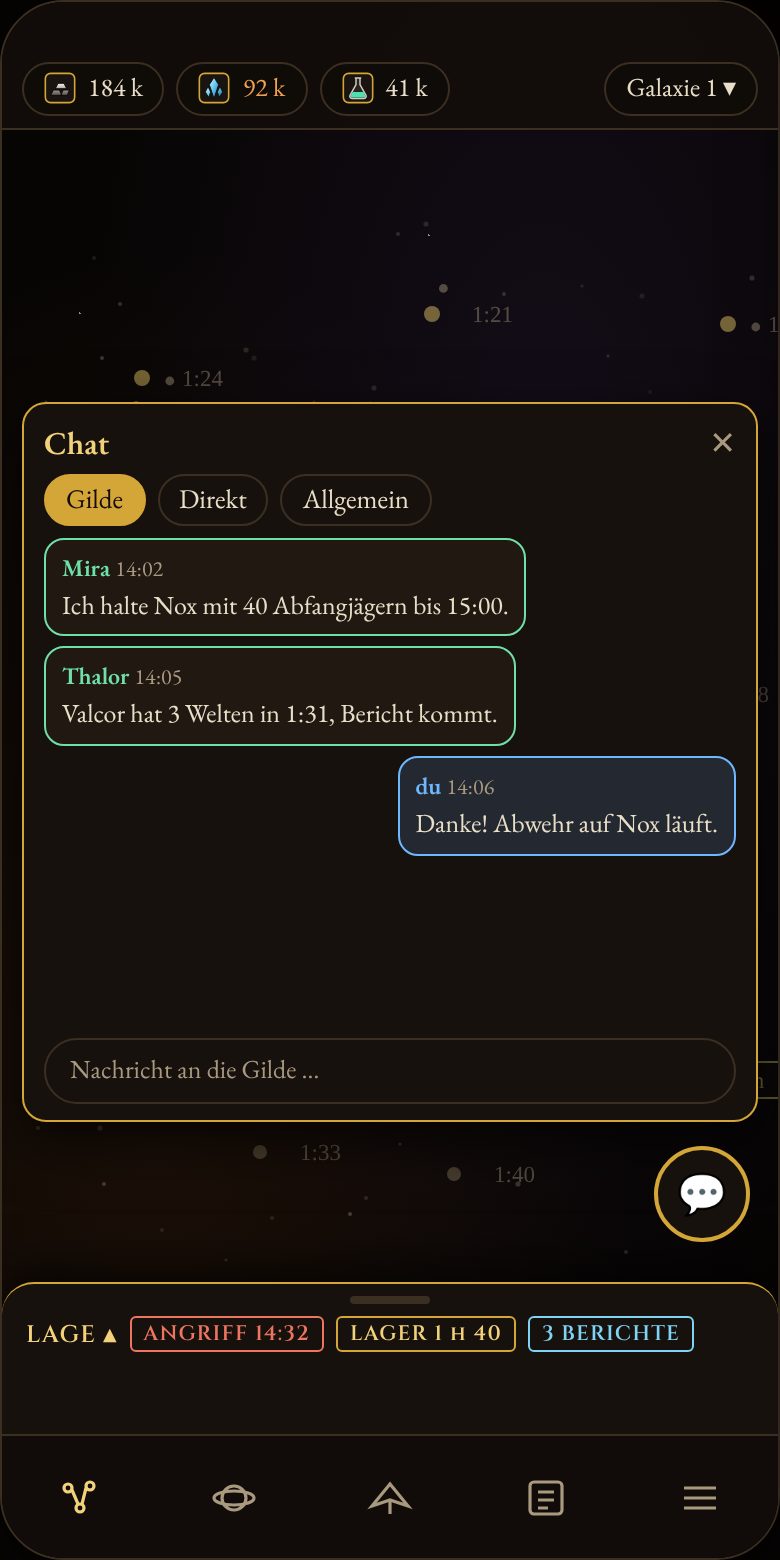 184 k 92 k 41 k Galaxie 1 ▼
1:21
1:24
Chat ✕
Gilde Direkt Allgemein
Mira 14:02
Ich halte Nox mit 40 Abfangjägern bis 15:00.
Thalor 14:05
Valcor hat 3 Welten in 1:31, Bericht kommt.
du 14:06
Danke! Abwehr auf Nox läuft.
Nachricht an die Gilde ...
1:33
1:40
LAGE ▲ ANGRIFF 14:32 LAGER 1 H 40 3 BERICHTE